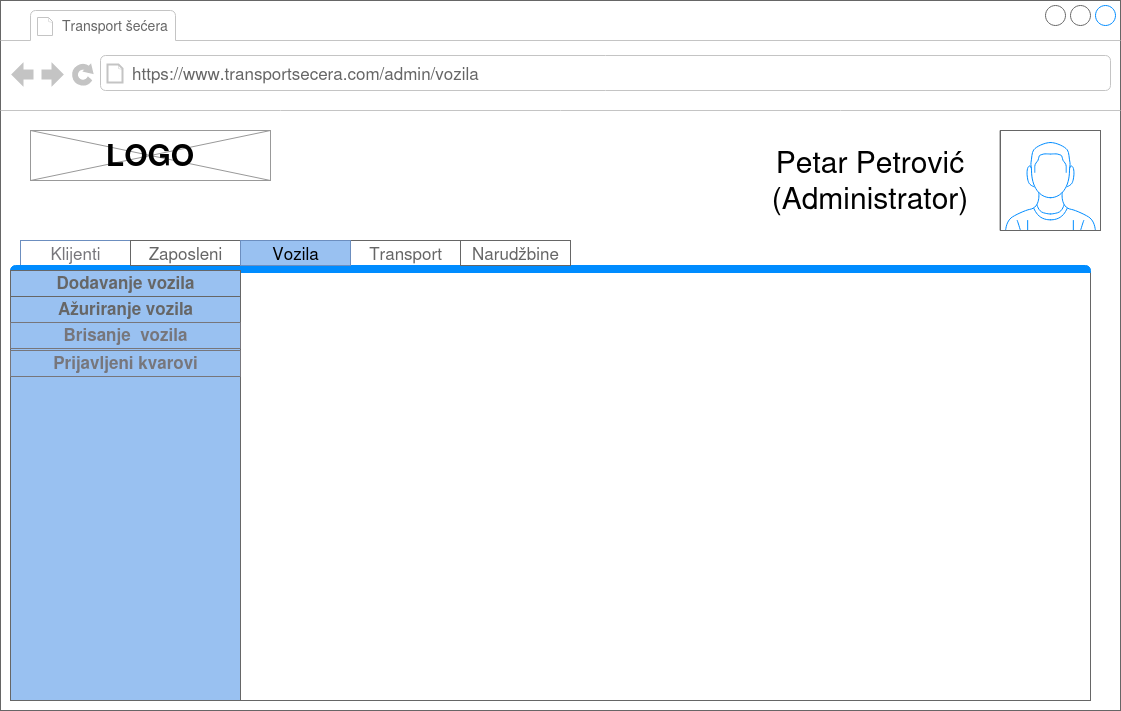 Transport šećera
https://www.transportsecera.com/admin/vozila
LOGO
Petar Petrović
(Administrator)
Klijenti
Zaposleni
Vozila
Transport
Narudžbine
Dodavanje vozila
Ažuriranje vozila
Brisanje  vozila
Prijavljeni kvarovi